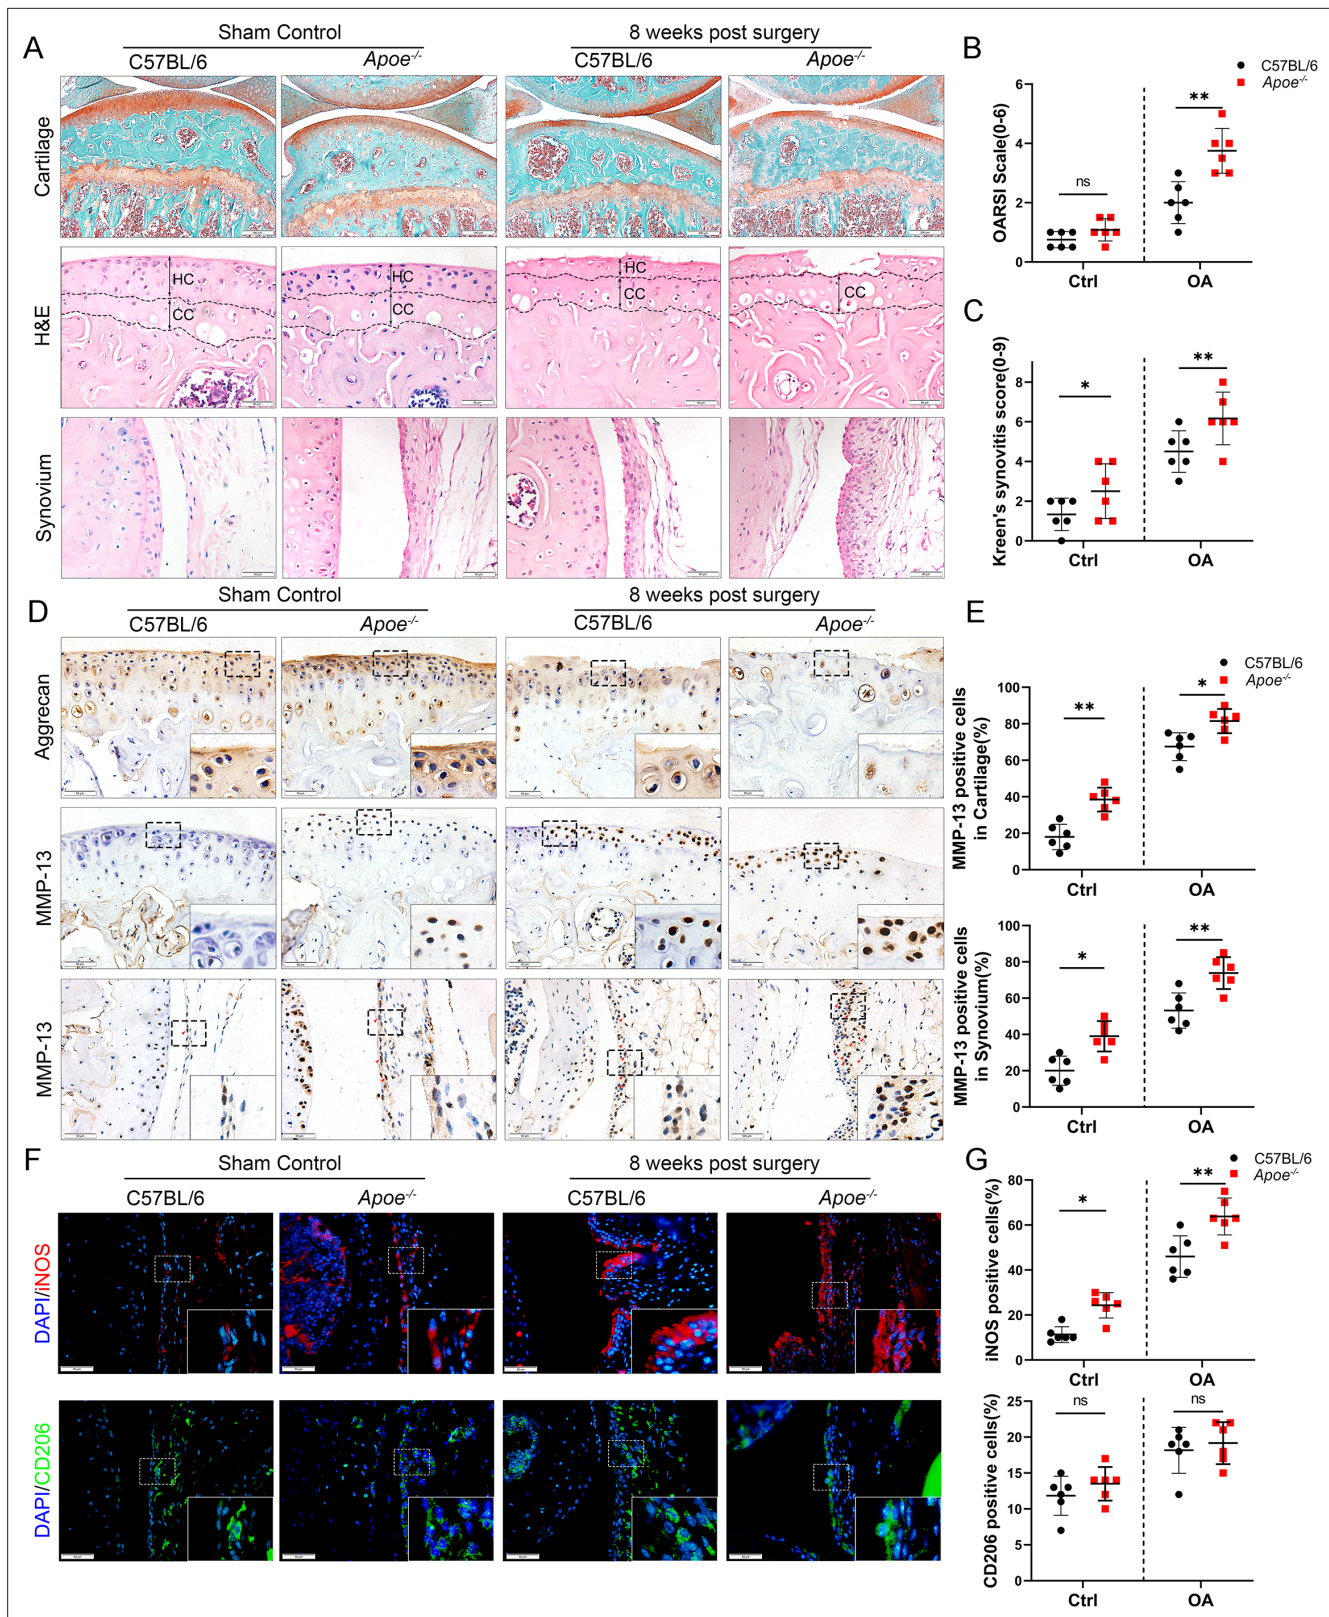 A
Sham Control
8 weeks post surgery
C57BL/6
Apoe-/-
C57BL/6
Apoe-/-
Cartilage
H&E
HC
CC
HC
CC
HC
CC
CC
Synovium
B
C57BL/6
Apoe-/-
OARSI Scale(0-6)
6
4
2
0
ns
**
Ctrl
OA
C
Kreen's synovitis score(0-9)
8
6
4
2
0
*
**
Ctrl
OA
D
Sham Control
8 weeks post surgery
C57BL/6
Apoe-/-
C57BL/6
Apoe-/-
Aggrecan
MMP-13
MMP-13
E
C57BL/6
Apoe-/-
MMP-13 positive cells
in Cartilage(%)
100
80
60
40
20
0
**
*
Ctrl
OA
MMP-13 positive cells
in Synovium(%)
100
80
60
40
20
0
*
**
Ctrl
OA
F
Sham Control
8 weeks post surgery
C57BL/6
Apoe-/-
C57BL/6
Apoe-/-
DAPI/iNOS
DAPI/CD206
G
C57BL/6
Apoe-/-
iNOS positive cells(%)
80
60
40
20
0
*
**
Ctrl
OA
CD206 positive cells(%)
25
20
15
10
5
0
ns
ns
Ctrl
OA